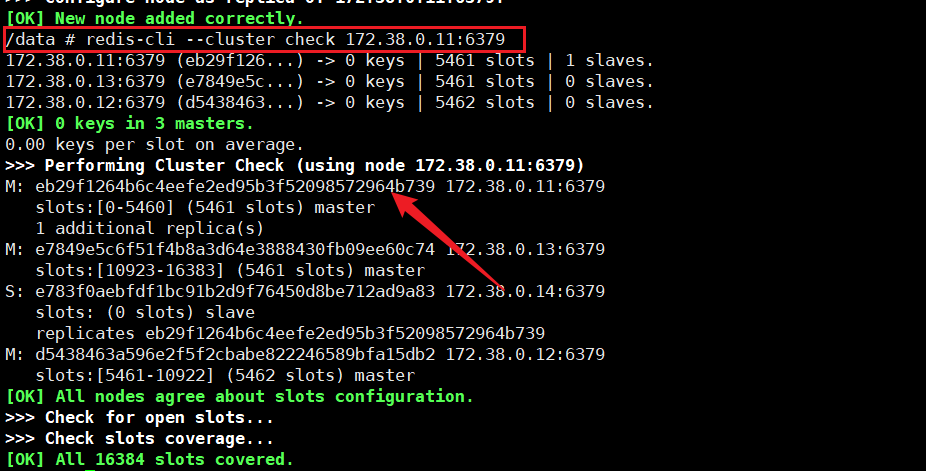 >>> Configure node as replica of 172.38.0.11:6379.
[OK] New node added correctly.
/data # redis-cli --cluster check 172.38.0.11:6379
172.38.0.11:6379 (eb29f126...) -> 0 keys | 5461 slots | 1 slaves.
172.38.0.13:6379 (e7849e5c...) -> 0 keys | 5461 slots | 0 slaves.
172.38.0.12:6379 (d5438463...) -> 0 keys | 5462 slots | 0 slaves.
[OK] 0 keys in 3 masters.
0.00 keys per slot on average.
>>> Performing Cluster Check (using node 172.38.0.11:6379)
M: eb29f1264b6c4eefe2ed95b3f52098572964b739 172.38.0.11:6379
   slots:[0-5460] (5461 slots) master
   1 additional replica(s)
M: e7849e5c6f51f4b8a3d64e3888430fb09ee60c74 172.38.0.13:6379
   slots:[10923-16383] (5461 slots) master
S: e783f0aebfdf1bc91b2d9f76450d8be712ad9a83 172.38.0.14:6379
   slots: (0 slots) slave
   replicates eb29f1264b6c4eefe2ed95b3f52098572964b739
M: d5438463a596e2f5f2cbabe822246589bfa15db2 172.38.0.12:6379
   slots:[5461-10922] (5462 slots) master
[OK] All nodes agree about slots configuration.
>>> Check for open slots...
>>> Check slots coverage...
[OK] All 16384 slots covered.